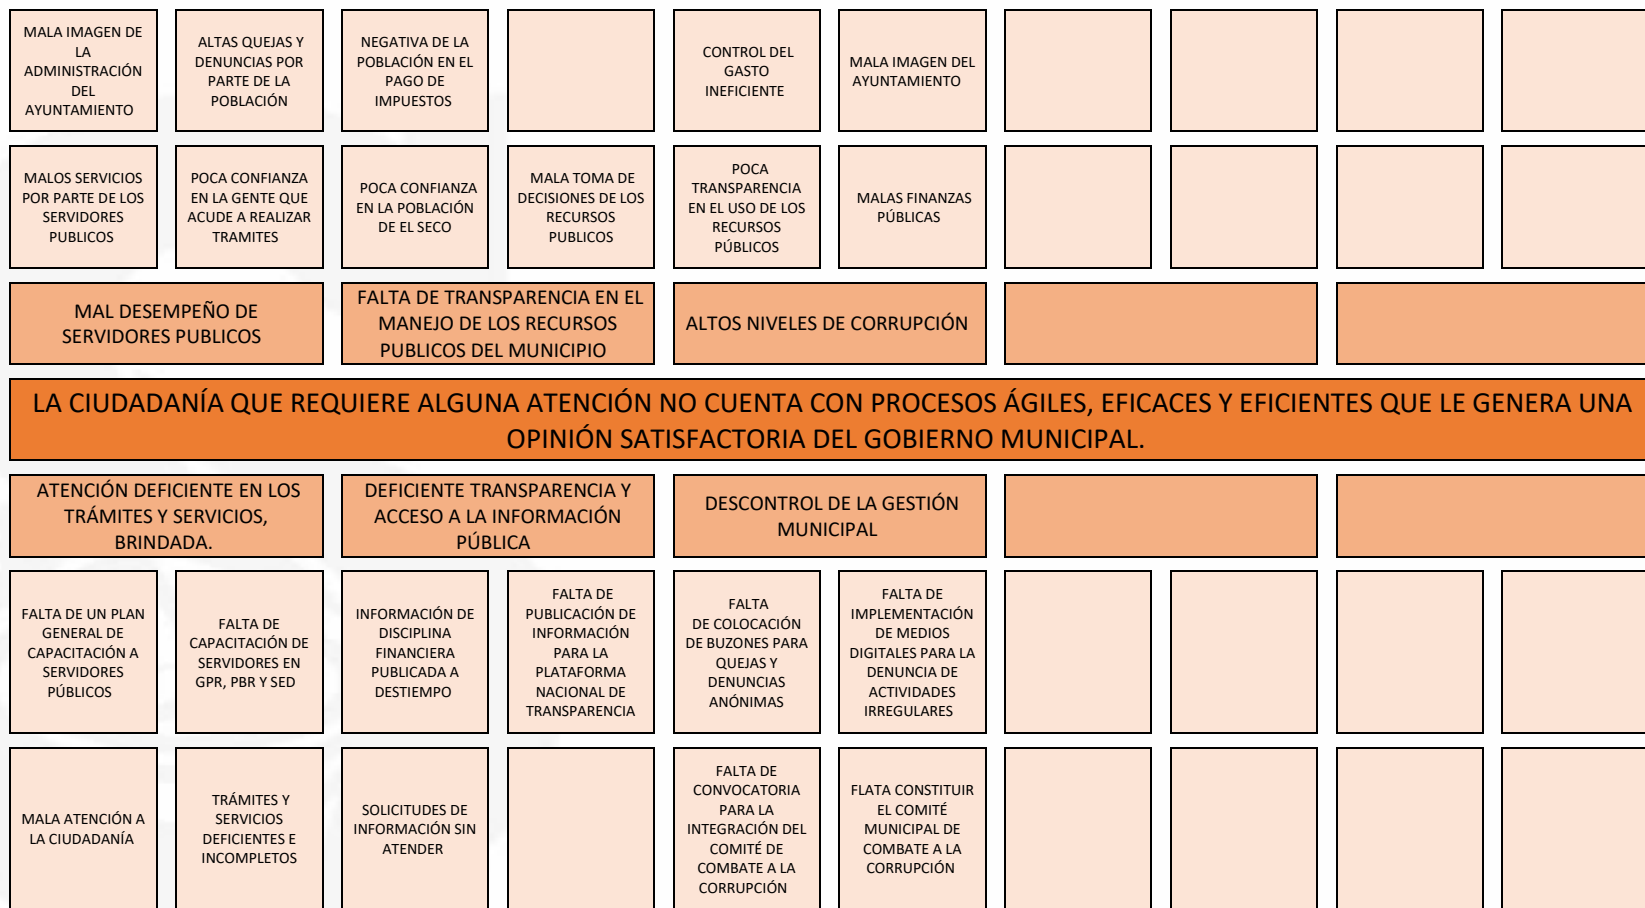 MALA IMAGEN DE
LA
ADMINISTRACIÓN
DEL
AYUNTAMIENTO
ALTAS QUEJAS Y
DENUNCIAS POR
PARTE DE LA
POBLACIÓN
NEGATIVA DE LA
POBLACIÓN EN EL
PAGO DE
IMPUESTOS
CONTROL DEL
GASTO
INEFICIENTE
MALA IMAGEN DEL
AYUNTAMIENTO
MALOS SERVICIOS
POR PARTE DE LOS
SERVIDORES
PUBLICOS
POCA CONFIANZA
EN LA GENTE QUE
ACUDE A REALIZAR
TRAMITES
POCA CONFIANZA
EN LA POBLACIÓN
DE EL SECO
MALA TOMA DE
DECISIONES DE LOS
RECURSOS
PUBLICOS
POCA
TRANSPARENCIA
EN EL USO DE LOS
RECURSOS
PÚBLICOS
MALAS FINANZAS
PÚBLICAS
MAL DESEMPEÑO DE
SERVIDORES PUBLICOS
FALTA DE TRANSPARENCIA EN EL
MANEJO DE LOS RECURSOS
PUBLICOS DEL MUNICIPIO
ALTOS NIVELES DE CORRUPCIÓN
LA CIUDADANÍA QUE REQUIERE ALGUNA ATENCIÓN NO CUENTA CON PROCESOS ÁGILES, EFICACES Y EFICIENTES QUE LE GENERA UNA
OPINIÓN SATISFACTORIA DEL GOBIERNO MUNICIPAL.
ATENCIÓN DEFICIENTE EN LOS
TRÁMITES Y SERVICIOS,
BRINDADA.
DEFICIENTE TRANSPARENCIA Y
ACCESO A LA INFORMACIÓN
PÚBLICA
DESCONTROL DE LA GESTIÓN
MUNICIPAL
FALTA DE UN PLAN
GENERAL DE
CAPACITACIÓN A
SERVIDORES
PÚBLICOS
FALTA DE
CAPACITACIÓN DE
SERVIDORES EN
GPR, PBR Y SED
INFORMACIÓN DE
DISCIPLINA
FINANCIERA
PUBLICADA A
DESTIEMPO
FALTA DE
PUBLICACIÓN DE
INFORMACIÓN
PARA LA
PLATAFORMA
NACIONAL DE
TRANSPARENCIA
FALTA
DE COLOCACIÓN
DE BUZONES PARA
QUEJAS Y
DENUNCIAS
ANÓNIMAS
FALTA DE
IMPLEMENTACIÓN
DE MEDIOS
DIGITALES PARA LA
DENUNCIA DE
ACTIVIDADES
IRREGULARES
MALA ATENCIÓN A
LA CIUDADANÍA
TRÁMITES Y
SERVICIOS
DEFICIENTES E
INCOMPLETOS
SOLICITUDES DE
INFORMACIÓN SIN
ATENDER
FALTA DE
CONVOCATORIA
PARA LA
INTEGRACIÓN DEL
COMITÉ DE
COMBATE A LA
CORRUPCIÓN
FLATA CONSTITUIR
EL COMITÉ
MUNICIPAL DE
COMBATE A LA
CORRUPCIÓN